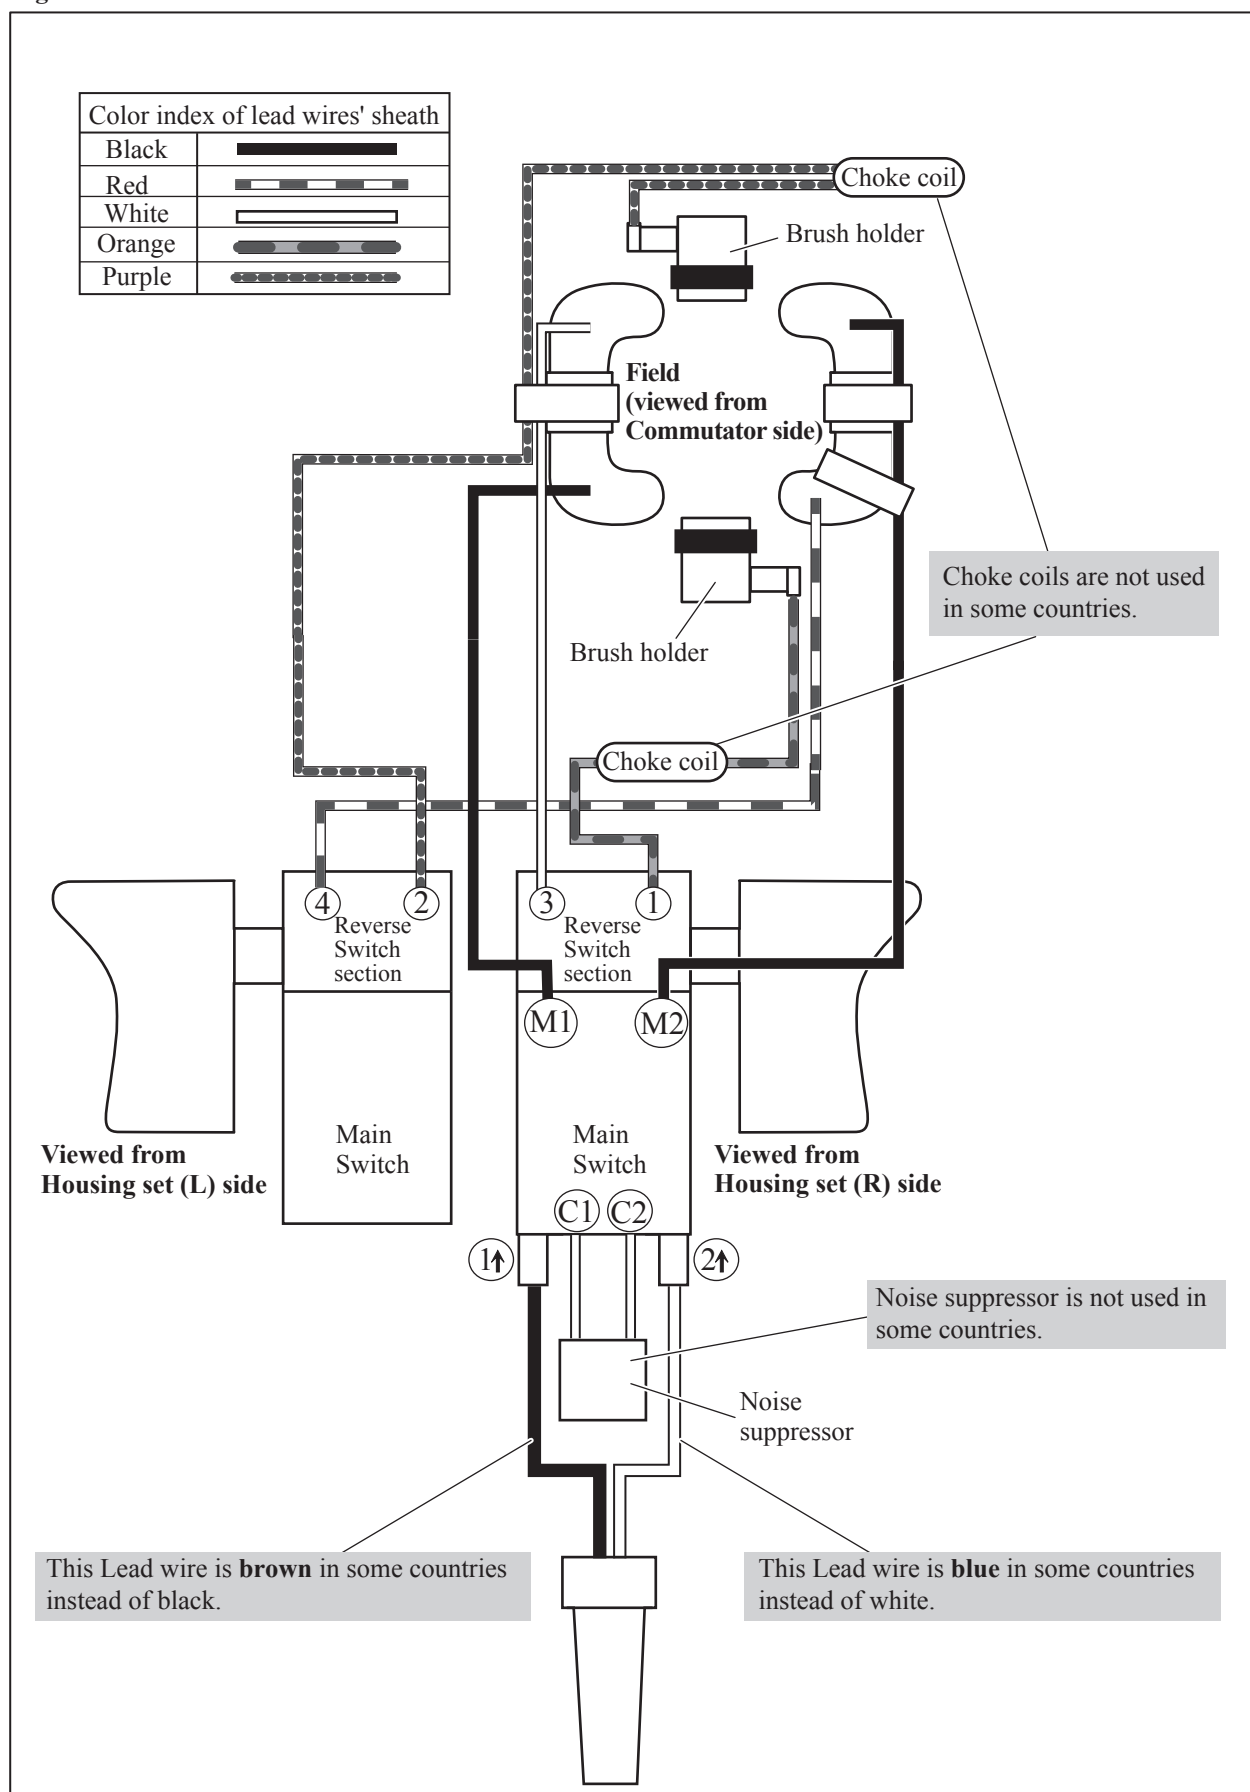 Color index of lead wires' sheath
Black
Red
White
Orange
Purple
Choke coil
Brush holder
Field
(viewed from
Commutator side)
Choke coils are not used
in some countries.
Brush holder
Choke coil
4
2
3
1
Reverse
Switch
section
Reverse
Switch
section
M1
M2
Main
Switch
Main
Switch
Viewed from
Housing set (L) side
Viewed from
Housing set (R) side
C1
C2
1↑
2↑
Noise suppressor is not used in
some countries.
Noise
suppressor
This Lead wire is brown in some countries
instead of black.
This Lead wire is blue in some countries
instead of white.